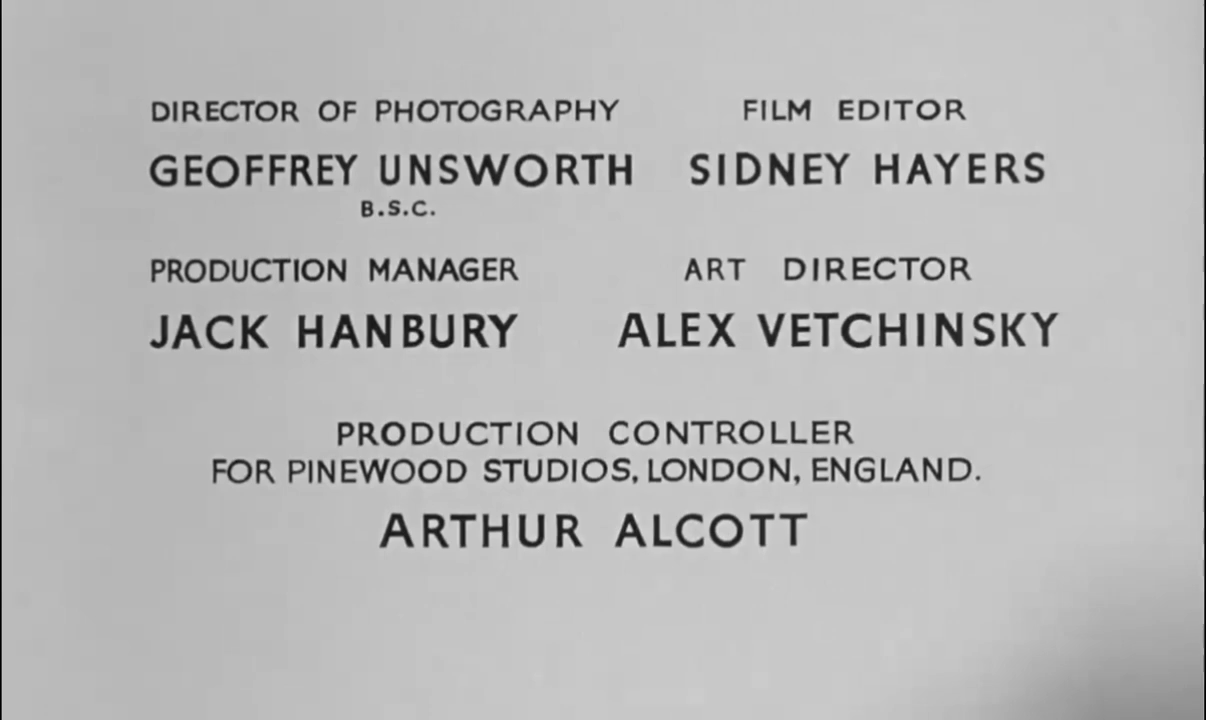 DIRECTOR OF PHOTOGRAPHY
GEOFFREY UNSWORTH
B.S.C.
FILM EDITOR
SIDNEY HAYERS
PRODUCTION MANAGER
JACK HANBURY
ART DIRECTOR
ALEX VETCHINSKY
PRODUCTION CONTROLLER
FOR PINEWOOD STUDIOS, LONDON, ENGLAND.
ARTHUR ALCOTT